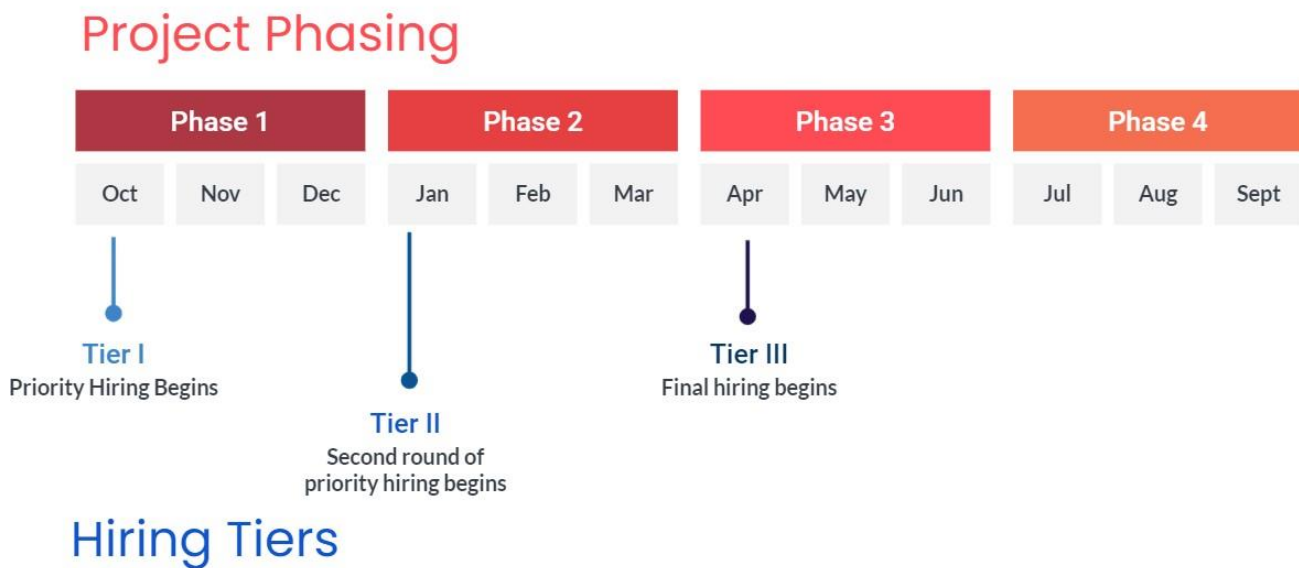 Project Phasing
Phase 1 Phase 2 Phase 3 Phase 4
Oct Nov Dec Jan Feb Mar Apr May Jun Jul Aug Sept
Tier I
Priority Hiring Begins
Tier II
Second round of
priority hiring begins
Tier III
Final hiring begins
Hiring Tiers